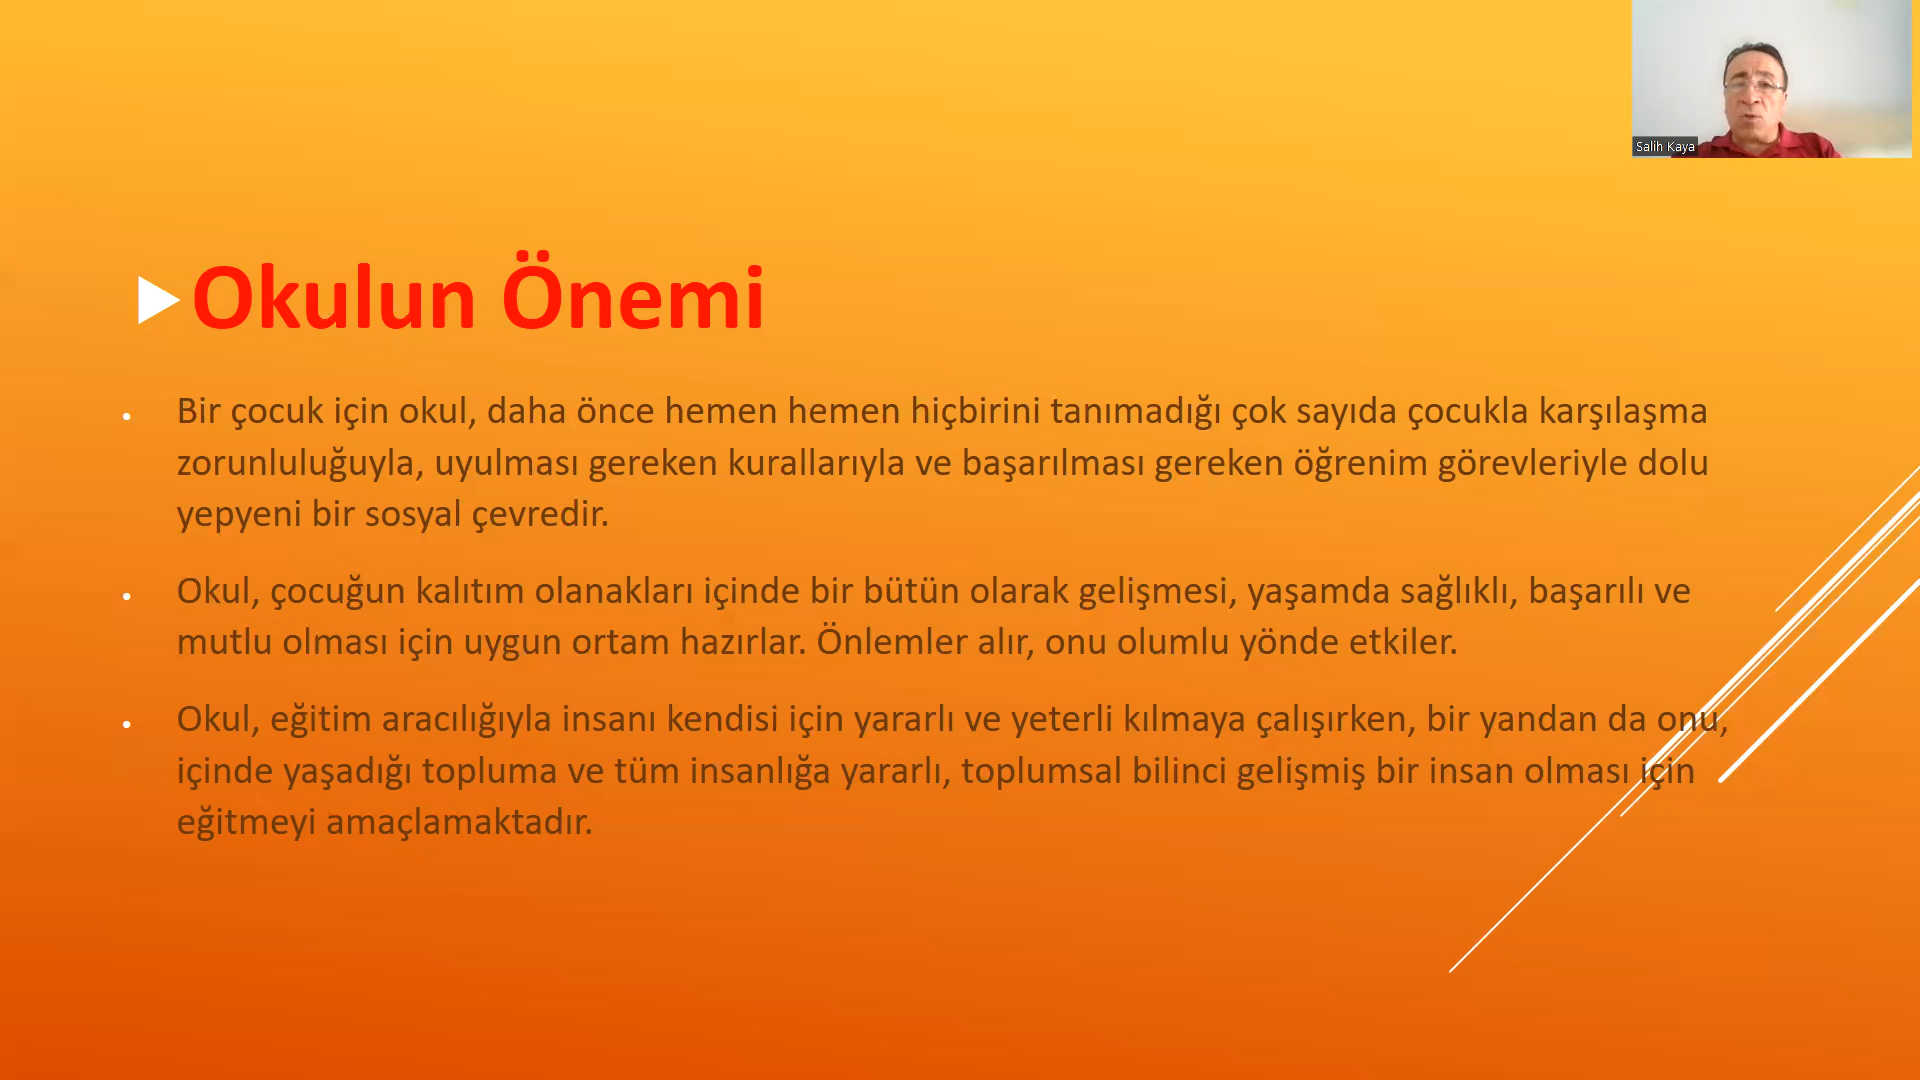 Salih Kaya
Okulun Önemi
Bir çocuk için okul, daha önce hemen hemen hiçbirini tanımadığı çok sayıda çocukla karşılaşma
zorunluluğuyla, uyulması gereken kurallarıyla ve başarılması gereken öğrenim görevleriyle dolu
yepyeni bir sosyal çevredir.
Okul, çocuğun kalıtım olanakları içinde bir bütün olarak gelişmesi, yaşamda sağlıklı, başarılı ve
mutlu olması için uygun ortam hazırlar. Önlemler alır, onu olumlu yönde etkiler.
Okul, eğitim aracılığıyla insanı kendisi için yararlı ve yeterli kılmaya çalışırken, bir yandan da onu,
içinde yaşadığı topluma ve tüm insanlığa yararlı, toplumsal bilinci gelişmiş bir insan olması için
eğitmeyi amaçlamaktadır.